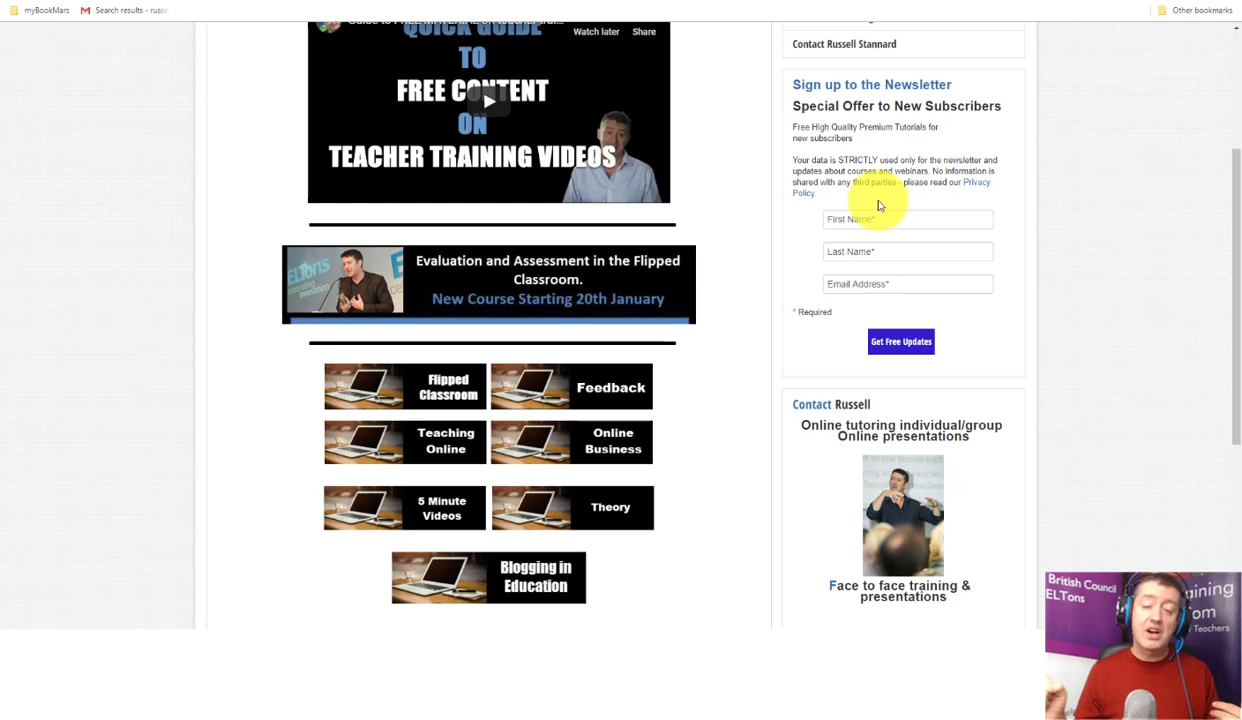 myBookMars
Search results - russ
Other bookmarks
Watch later
Share
QUICK GUIDE
TO
FREE CONTENT
ON
TEACHER TRAINING VIDEOS
Evaluation and Assessment in the Flipped
Classroom.
New Course Starting 20th January
Flipped
Classroom
Feedback
Teaching
Online
Online
Business
5 Minute
Videos
Theory
Blogging in
Education
Contact Russell Stannard
Sign up to the Newsletter
Special Offer to New Subscribers
Free High Quality Premium Tutorials for
new subscribers
Your data is STRICTLY used only for the newsletter and
updates about courses and webinars. No information is
shared with any third parties - please read our Privacy
Policy.
First Name*
Last Name*
Email Address*
* Required
Get Free Updates
Contact Russell
Online tutoring individual/group
Online presentations
Face to face training &
presentations
British Council
ELTons